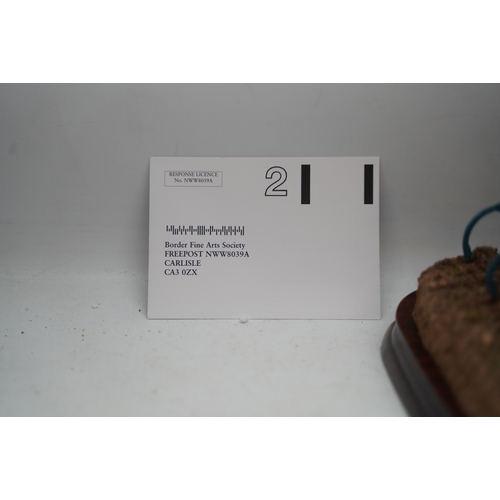 RESPONSE LICENCE
No. NWW8039A
2
Border Fine Arts Society
FREEPOST NWW8039A
CARLISLE
CA3 0ZX